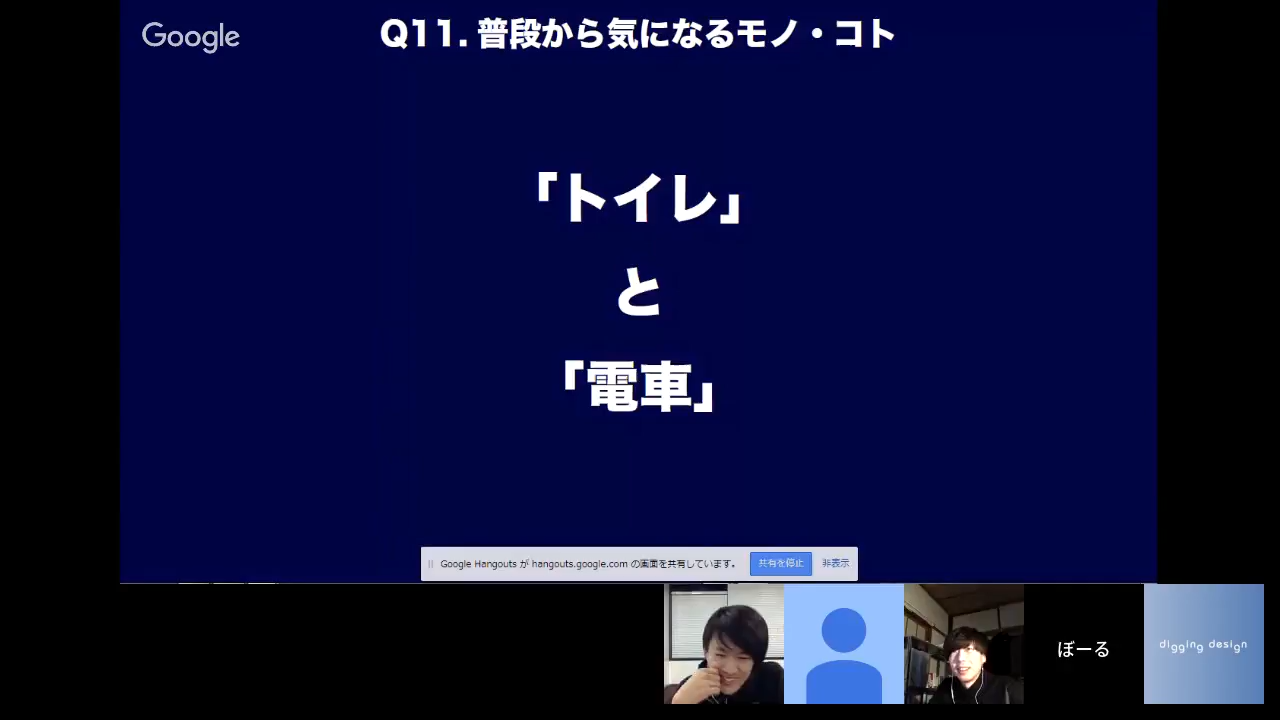 Google
Q11. 普段から気になるモノ・コト
「トイレ」
と
「電車」
Google Hangouts が hangouts.google.com の画面を共有しています。
共有を停止
非表示
ぼーる
digging design